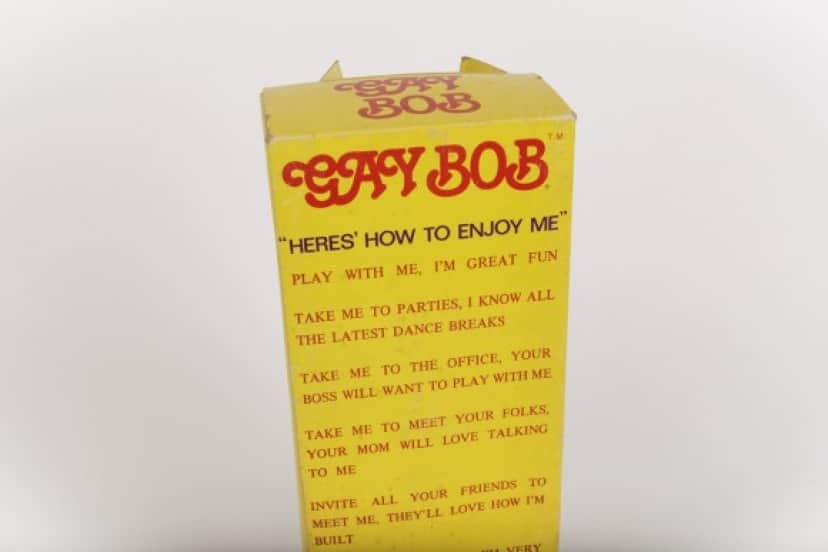 GAY
BOB
GAY BOB TM
"HERES' HOW TO ENJOY ME"
PLAY WITH ME, I'M GREAT FUN
TAKE ME TO PARTIES, I KNOW ALL
THE LATEST DANCE BREAKS
TAKE ME TO THE OFFICE, YOUR
BOSS WILL WANT TO PLAY WITH ME
TAKE ME TO MEET YOUR FOLKS,
YOUR MOM WILL LOVE TALKING
TO ME
INVITE ALL YOUR FRIENDS TO
MEET ME, THEY'LL LOVE HOW I'M
BUILT
VERY